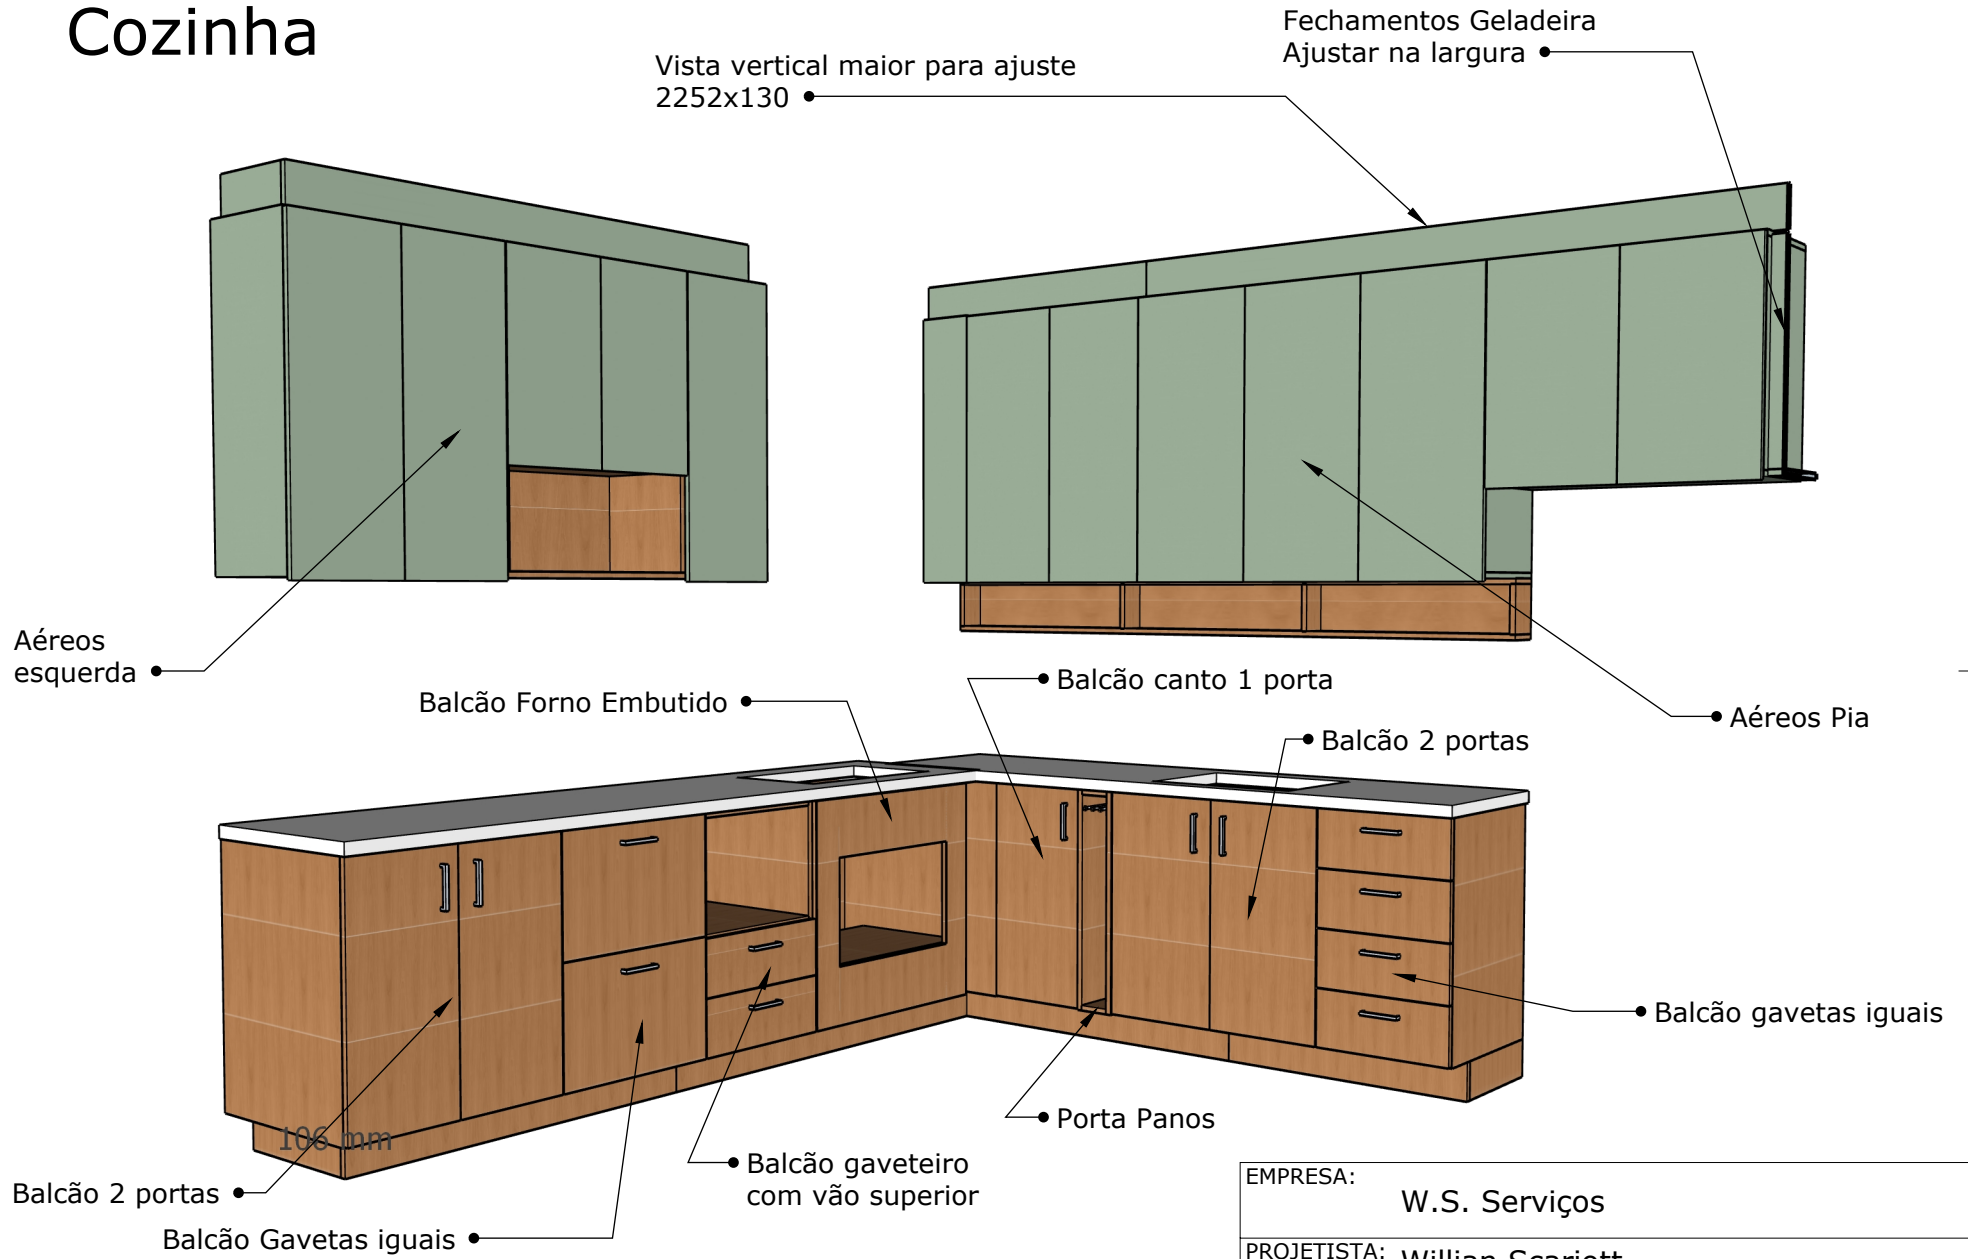 Cozinha
Fechamentos Geladeira
Ajustar na largura
Vista vertical maior para ajuste
2252x130
Aéreos
esquerda
Balcão Forno Embutido
Balcão canto 1 porta
Balcão 2 portas
Aéreos Pia
Balcão gavetas iguais
Porta Panos
106 mm
Balcão gaveteiro
com vão superior
Balcão 2 portas
Balcão Gavetas iguais
EMPRESA:
W.S. Serviços
PROJETISTA: